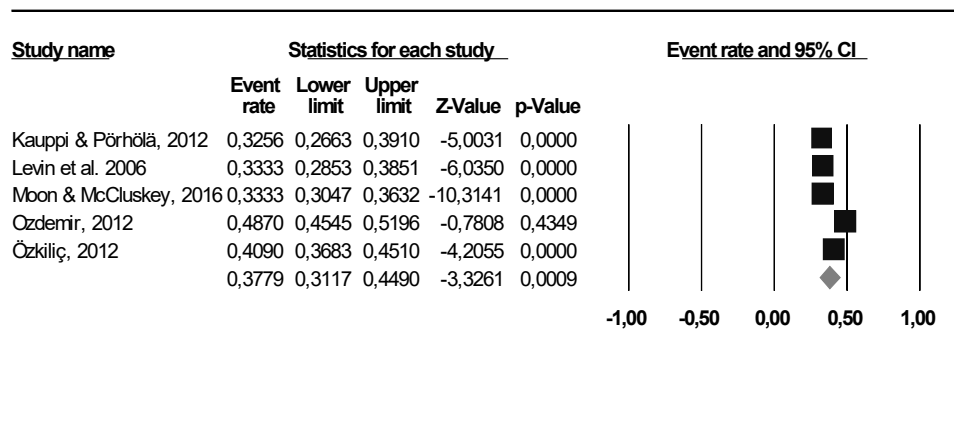 Study name Statistics for each study Event rate and 95% CI
Event Lower Upper
rate limit limit Z-Value p-Value
Kauppi & Pörhölä, 2012 0,3256 0,2663 0,3910 -5,0031 0,0000
Levin et al. 2006 0,3333 0,2853 0,3851 -6,0350 0,0000
Moon & McCluskey, 2016 0,3333 0,3047 0,3632 -10,3141 0,0000
Ozdemir, 2012 0,4870 0,4545 0,5196 -0,7808 0,4349
Özkiliç, 2012 0,4090 0,3683 0,4510 -4,2055 0,0000
0,3779 0,3117 0,4490 -3,3261 0,0009
-1,00 -0,50 0,00 0,50 1,00